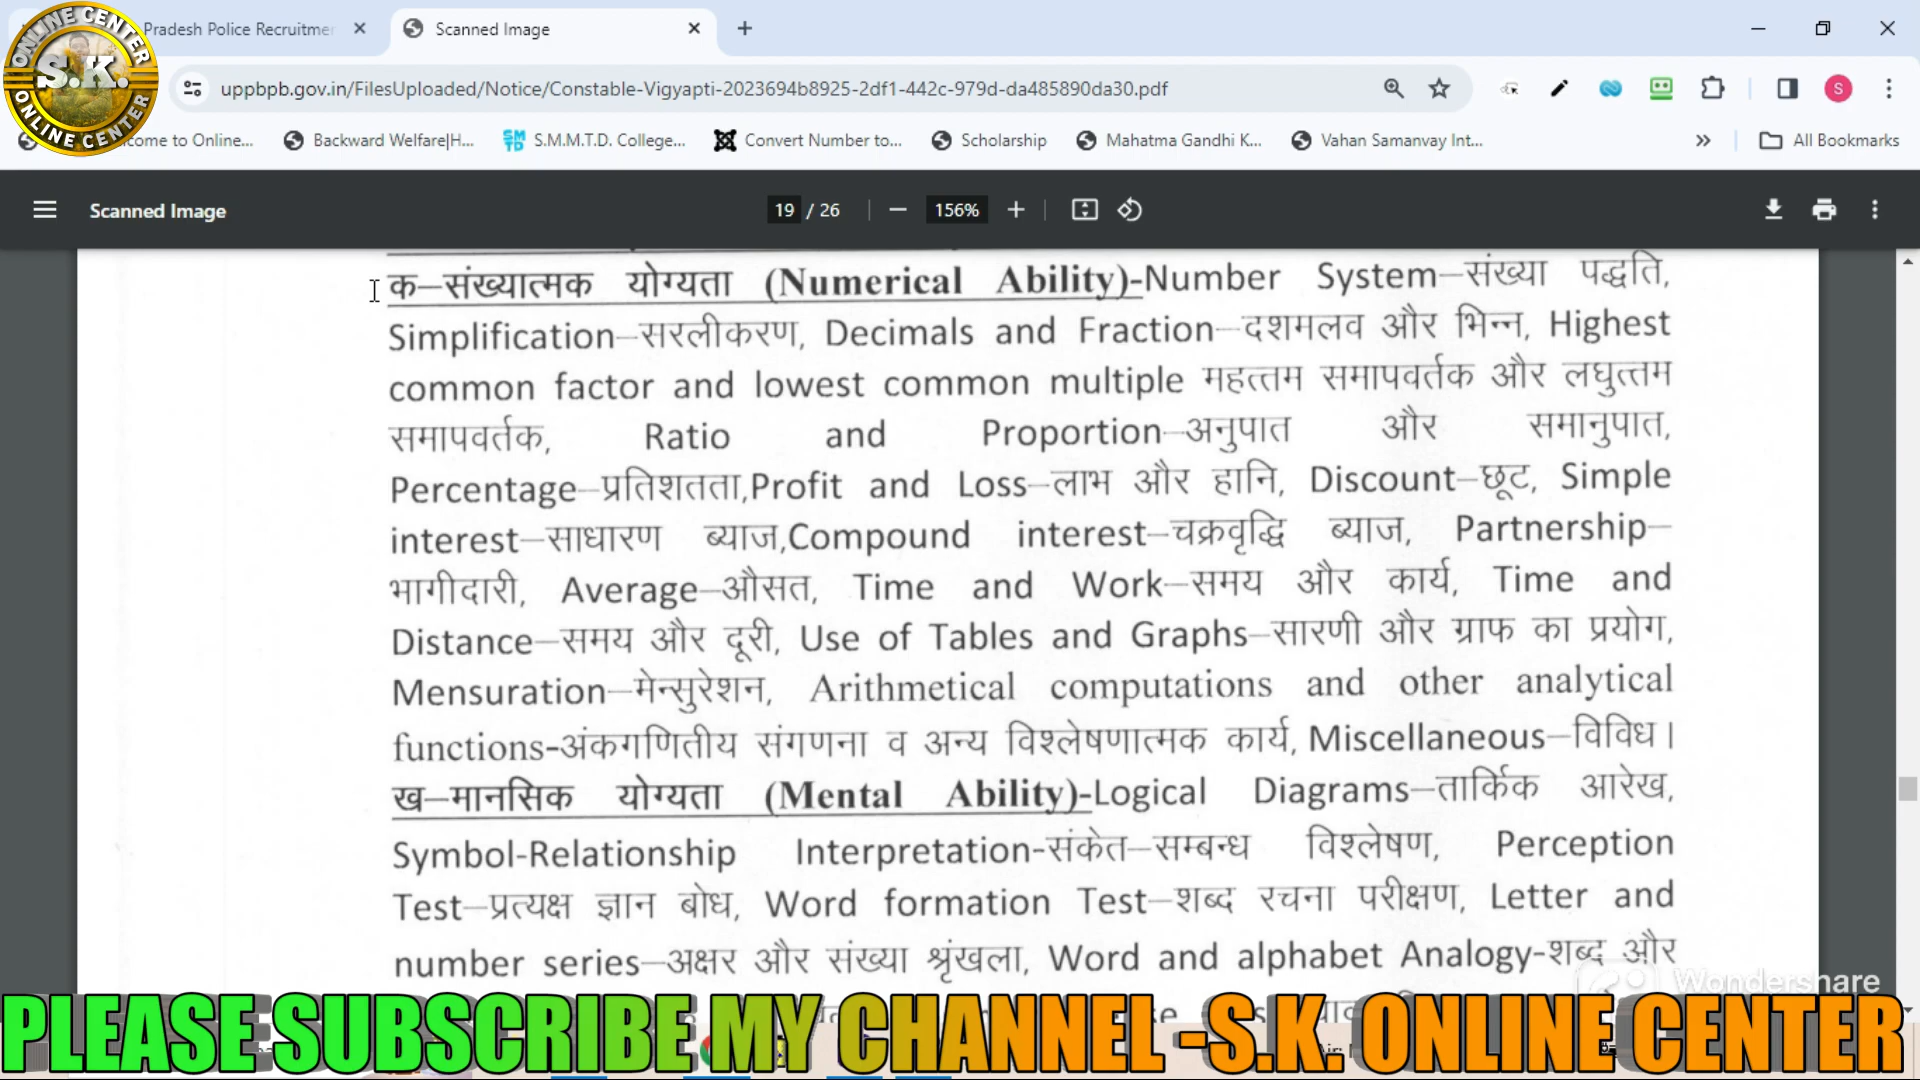 Pradesh Police Recruitmen
Scanned Image
ONLINE CENTER
S.K.
ONLINE CENTER
uppbpb.gov.in/FilesUploaded/Notice/Constable-Vigyapti-2023694b8925-2df1-442c-979d-da485890da30.pdf
S
come to Online...
Backward Welfare|H...
S.M.M.T.D. College...
Convert Number to...
Scholarship
Mahatma Gandhi K...
Vahan Samanvay Int...
All Bookmarks
Scanned Image
19 / 26
156%
क–संख्यात्मक योग्यता (Numerical Ability)-Number System–संख्या पद्धति,
Simplification–सरलीकरण, Decimals and Fraction–दशमलव और भिन्न, Highest
common factor and lowest common multiple महत्तम समापवर्तक और लघुत्तम
समापवर्तक, Ratio and Proportion–अनुपात और समानुपात,
Percentage–प्रतिशतता,Profit and Loss–लाभ और हानि, Discount–छूट, Simple
interest–साधारण ब्याज,Compound interest–चक्रवृद्धि ब्याज, Partnership–
भागीदारी, Average–औसत, Time and Work–समय और कार्य, Time and
Distance–समय और दूरी, Use of Tables and Graphs–सारणी और ग्राफ का प्रयोग,
Mensuration–मेन्सुरेशन, Arithmetical computations and other analytical
functions-अंकगणितीय संगणना व अन्य विश्लेषणात्मक कार्य, Miscellaneous–विविध।
ख–मानसिक योग्यता (Mental Ability)-Logical Diagrams–तार्किक आरेख,
Symbol-Relationship Interpretation-संकेत–सम्बन्ध विश्लेषण, Perception
Test–प्रत्यक्ष ज्ञान बोध, Word formation Test–शब्द रचना परीक्षण, Letter and
number series–अक्षर और संख्या श्रृंखला, Word and alphabet Analogy-शब्द और
Wondershare
PLEASE SUBSCRIBE MY CHANNEL -S.K. ONLINE CENTER